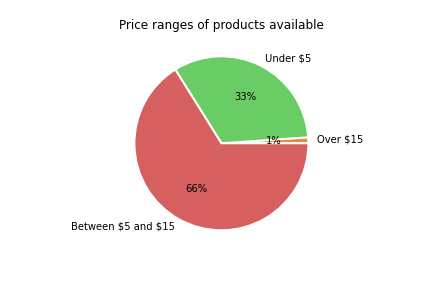 Price ranges of products available
Under $5
33%
1%
Over $15
66%
Between $5 and $15